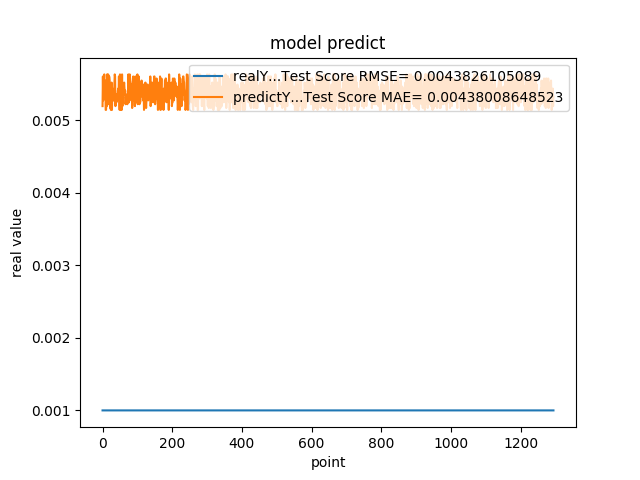 model predict
realY...Test Score RMSE= 0.0043826105089
predictY...Test Score MAE= 0.00438008648523
0.005
0.004
0.003
0.002
0.001
real value
0 200 400 600 800 1000 1200
point